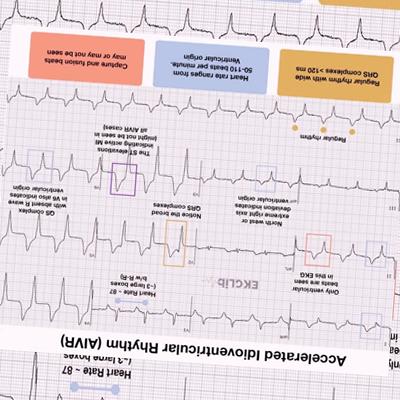 Heart Rate ~ 87
(~3 large boxes
Accelerated Idioventricular Rhythm (AIVR)
Only ventricular
beats are seen
in this EKG
Heart Rate ~ 87
(~3 large boxes
b/w R-R)
EKGLib
North west or
extreme right axis
deviation indicates
ventricular origin
Notice the broad
QRS complexes
QS complex
with absent R wave
in also V6 indicates
ventricular origin
The ST elevations
indicating active MI
(might not be seen in
all AIVR cases)
Regular rhythm
Regular rhythm with wide
QRS complexes > 120 ms
Heart rate ranges from
50-110 beats per minute.
Ventricular origin
Capture and fusion beats
may or may not be seen